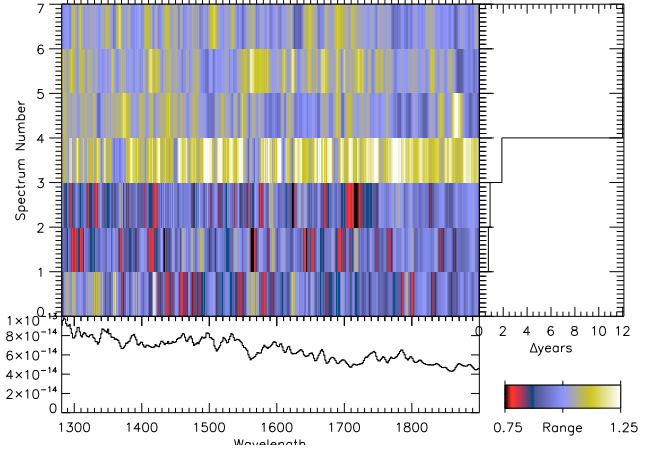 7
6
5
4
3
2
1
0
Spectrum Number
1×10⁻¹³
8×10⁻¹⁴
6×10⁻¹⁴
4×10⁻¹⁴
2×10⁻¹⁴
0
1300 1400 1500 1600 1700 1800
Wavelength
0 2 4 6 8 10 12
Δyears
0.75 Range 1.25